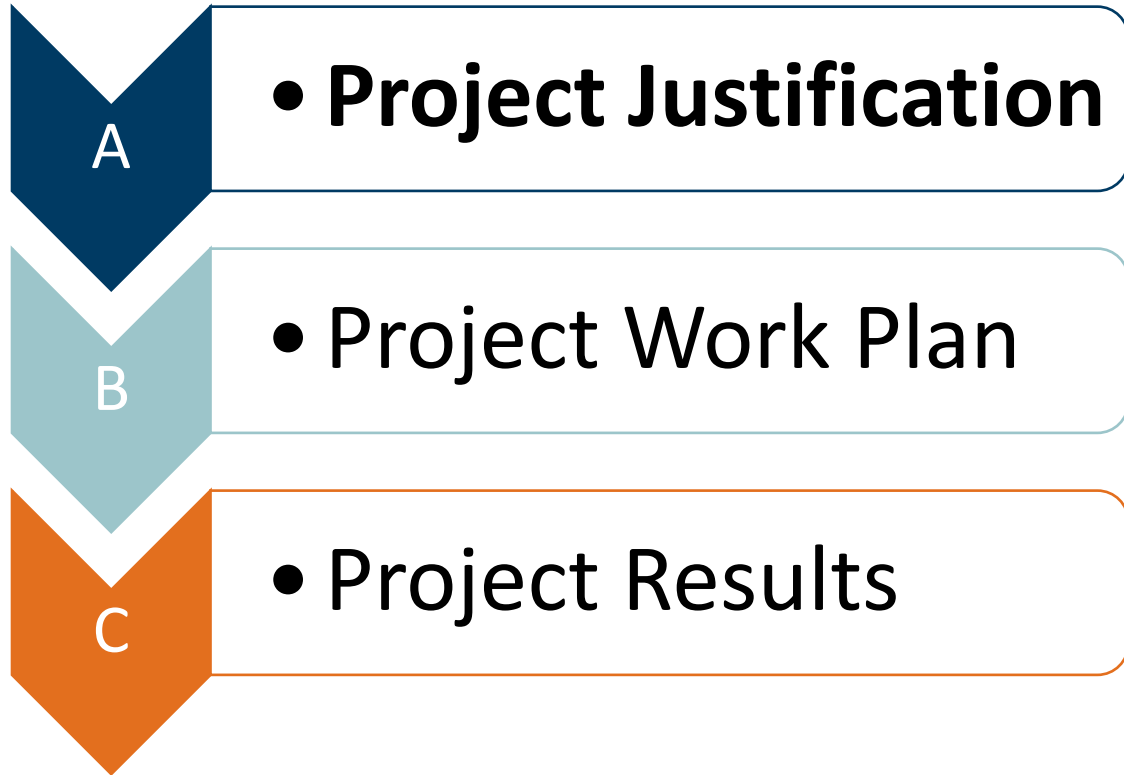 A
• Project Justification
B
• Project Work Plan
C
• Project Results